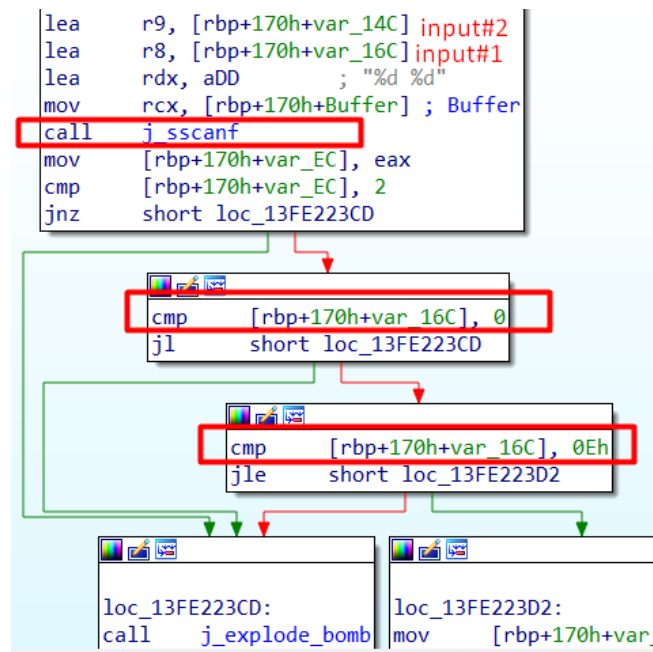 lea r9, [rbp+170h+var_14C] input#2
lea r8, [rbp+170h+var_16C] input#1
lea rdx, aDD ; "%d %d"
mov rcx, [rbp+170h+Buffer] ; Buffer
call j_sscanf
mov [rbp+170h+var_EC], eax
cmp [rbp+170h+var_EC], 2
jnz short loc_13FE223CD
cmp [rbp+170h+var_16C], 0
jl short loc_13FE223CD
cmp [rbp+170h+var_16C], 0Eh
jle short loc_13FE223D2
loc_13FE223CD:
call j_explode_bomb
loc_13FE223D2:
mov [rbp+170h+var_